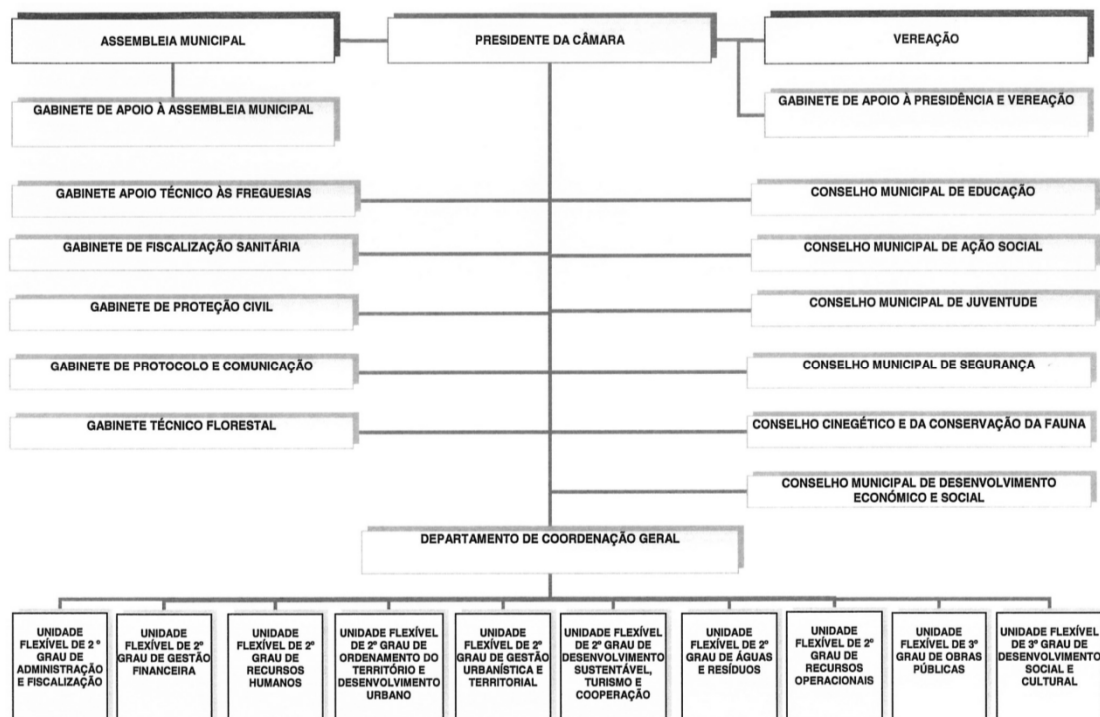 ASSEMBLEIA MUNICIPAL
PRESIDENTE DA CÂMARA
VEREAÇÃO
GABINETE DE APOIO À ASSEMBLEIA MUNICIPAL
GABINETE DE APOIO À PRESIDÊNCIA E VEREAÇÃO
GABINETE APOIO TÉCNICO ÀS FREGUESIAS
CONSELHO MUNICIPAL DE EDUCAÇÃO
GABINETE DE FISCALIZAÇÃO SANITÁRIA
CONSELHO MUNICIPAL DE AÇÃO SOCIAL
GABINETE DE PROTEÇÃO CIVIL
CONSELHO MUNICIPAL DE JUVENTUDE
GABINETE DE PROTOCOLO E COMUNICAÇÃO
CONSELHO MUNICIPAL DE SEGURANÇA
GABINETE TÉCNICO FLORESTAL
CONSELHO CINEGÉTICO E DA CONSERVAÇÃO DA FAUNA
CONSELHO MUNICIPAL DE DESENVOLVIMENTO
ECONÓMICO E SOCIAL
DEPARTAMENTO DE COORDENAÇÃO GERAL
UNIDADE
FLEXÍVEL DE 2 º
GRAU DE
ADMINISTRAÇÃO
E FISCALIZAÇÃO
UNIDADE
FLEXÍVEL DE 2º
GRAU DE GESTÃO
FINANCEIRA
UNIDADE
FLEXÍVEL DE 2º
GRAU DE
RECURSOS
HUMANOS
UNIDADE FLEXÍVEL
DE 2º GRAU DE
ORDENAMENTO DO
TERRITÓRIO E
DESENVOLVIMENTO
URBANO
UNIDADE
FLEXÍVEL DE 2º
GRAU DE GESTÃO
URBANÍSTICA E
TERRITORIAL
UNIDADE FLEXÍVEL
DE 2º GRAU DE
DESENVOLVIMENTO
SUSTENTÁVEL,
TURISMO E
COOPERAÇÃO
UNIDADE
FLEXÍVEL DE 2º
GRAU DE ÁGUAS
E RESÍDUOS
UNIDADE
FLEXÍVEL DE 2º
GRAU DE
RECURSOS
OPERACIONAIS
UNIDADE
FLEXÍVEL DE 3º
GRAU DE OBRAS
PÚBLICAS
UNIDADE FLEXÍVEL
DE 3º GRAU DE
DESENVOLVIMENTO
SOCIAL E
CULTURAL